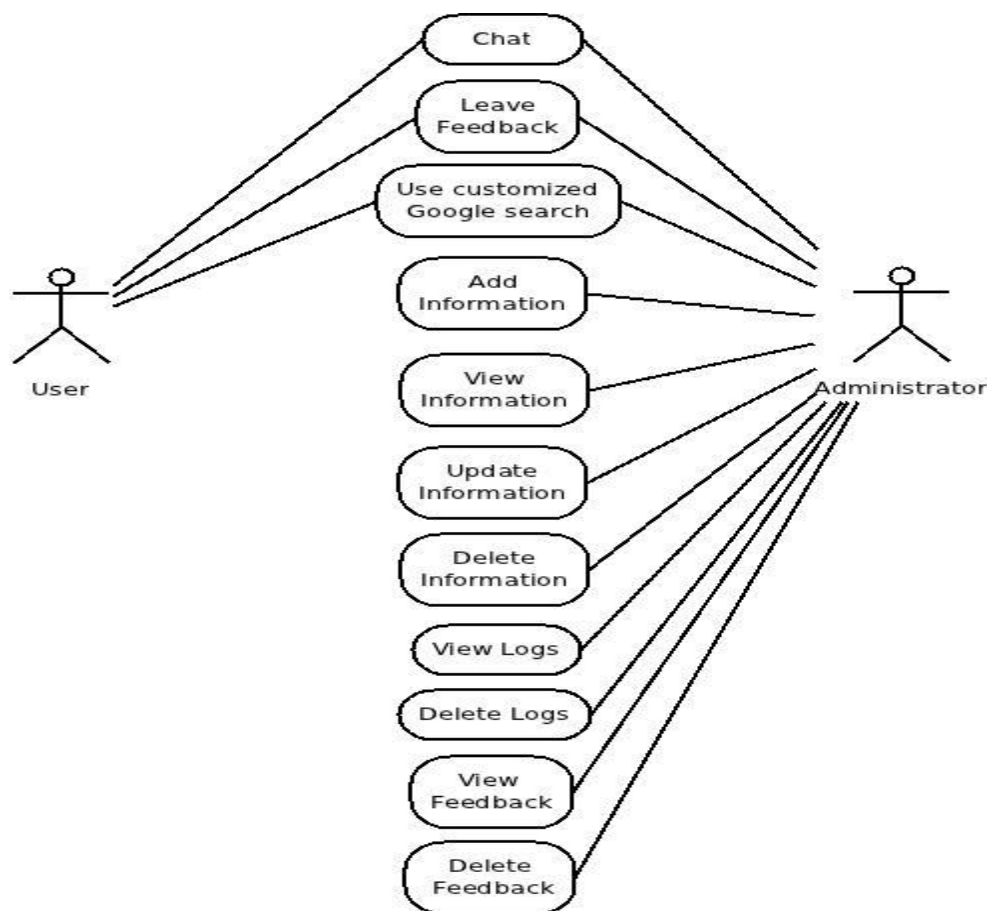 Chat
Leave
Feedback
Use customized
Google search
Add
Information
User
View
Information
Administrator
Update
Information
Delete
Information
View Logs
Delete Logs
View
Feedback
Delete
Feedback